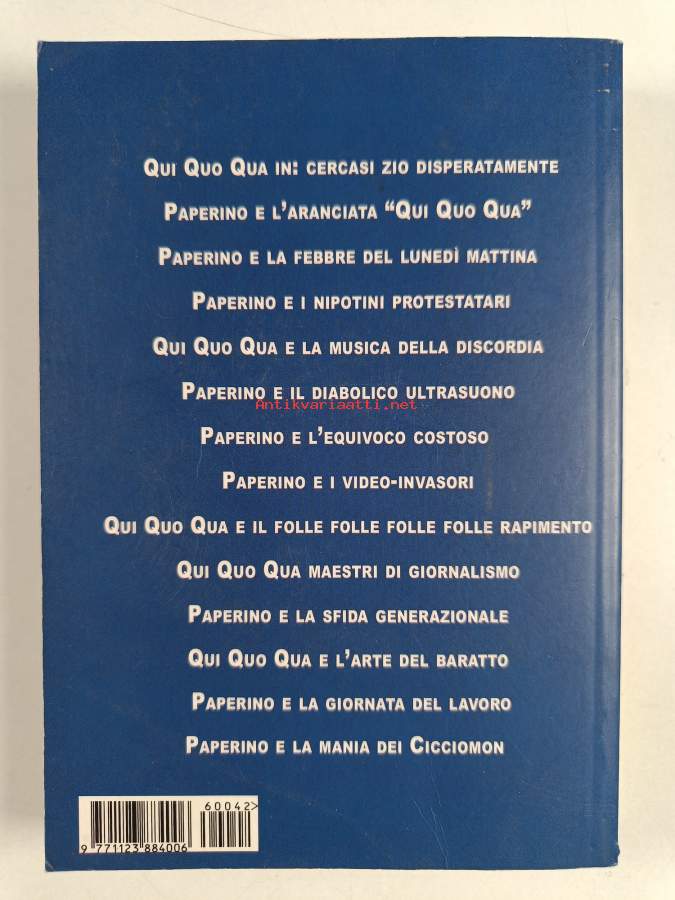 QUI QUO QUA IN: CERCASI ZIO DISPERATAMENTE
PAPERINO E L'ARANCIATA “QUI QUO QUA”
PAPERINO E LA FEBBRE DEL LUNEDÌ MATTINA
PAPERINO E I NIPOTINI PROTESTATARI
QUI QUO QUA E LA MUSICA DELLA DISCORDIA
PAPERINO E IL DIABOLICO ULTRASUONO
Antikvariaatti.net
PAPERINO E L'EQUIVOCO COSTOSO
PAPERINO E I VIDEO-INVASORI
QUI QUO QUA E IL FOLLE FOLLE FOLLE FOLLE RAPIMENTO
QUI QUO QUA MAESTRI DI GIORNALISMO
PAPERINO E LA SFIDA GENERAZIONALE
QUI QUO QUA E L'ARTE DEL BARATTO
PAPERINO E LA GIORNATA DEL LAVORO
PAPERINO E LA MANIA DEI CICCIOMON
60042>
9 771123 884006